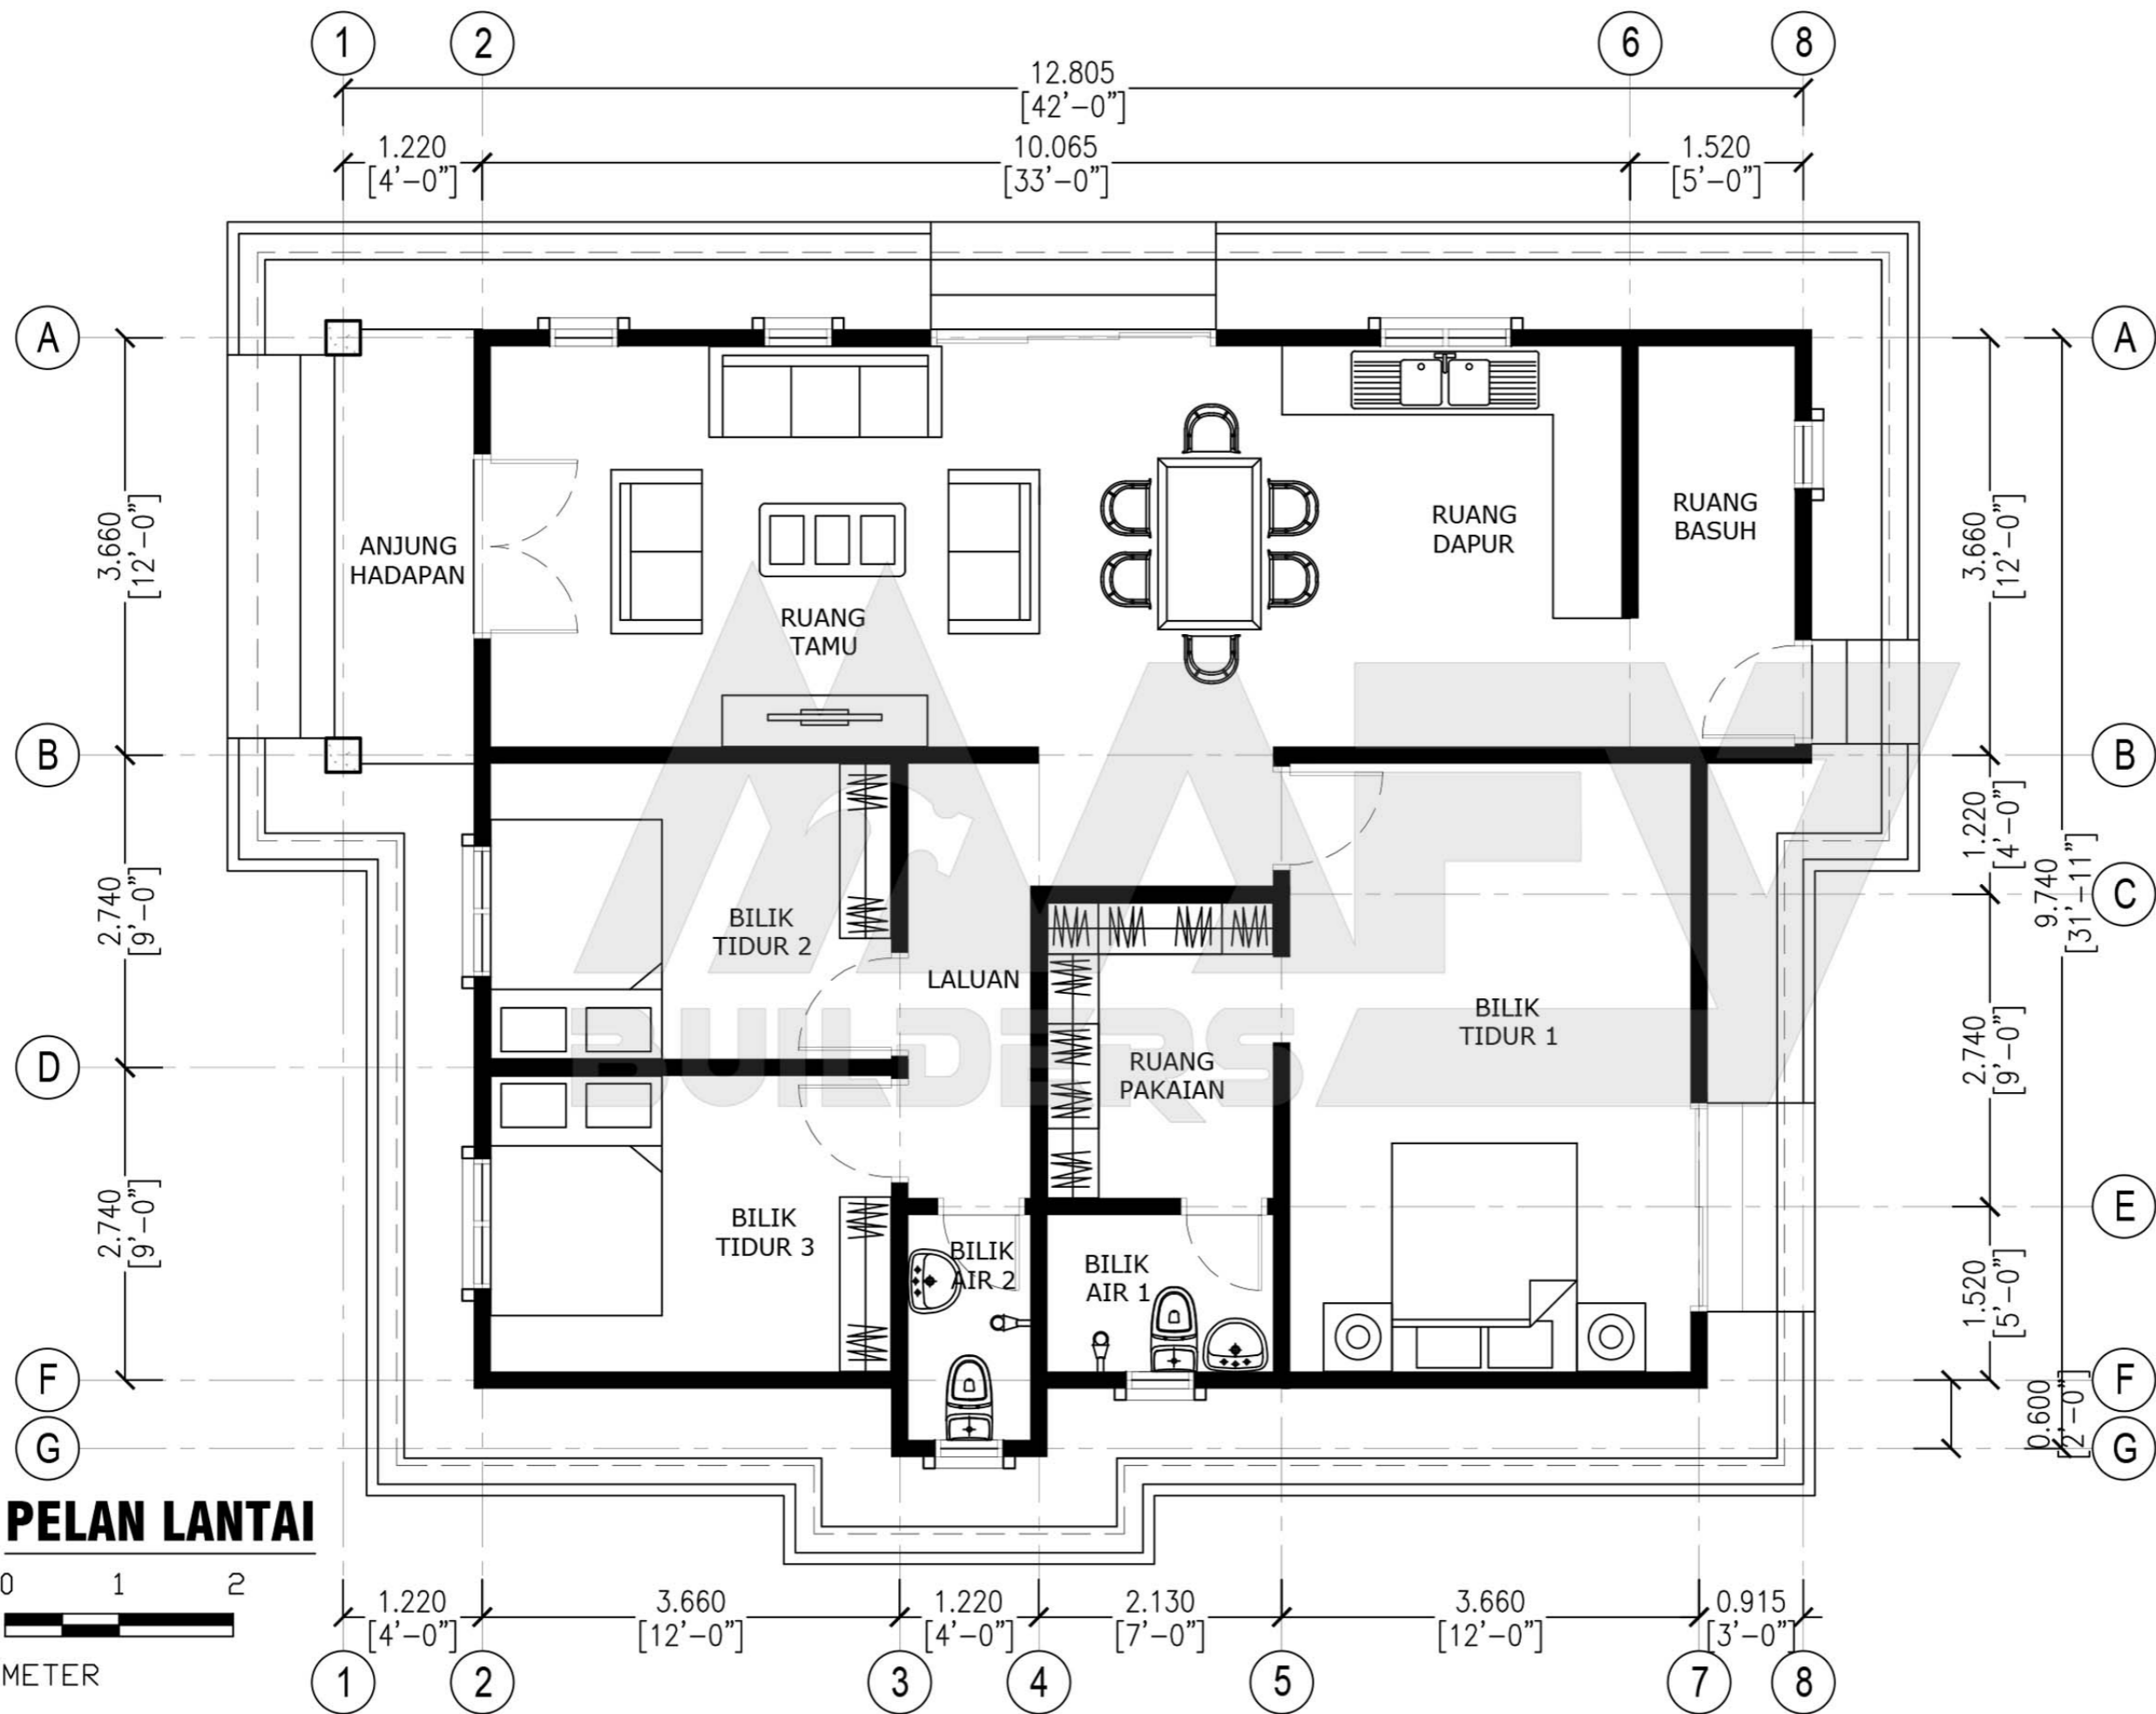 1
2
6
8
12.805
[42'-0"]
1.220
[4'-0"]
10.065
[33'-0"]
1.520
[5'-0"]
A
A
3.660
[12'-0"]
3.660
[12'-0"]
ANJUNG
HADAPAN
RUANG
TAMU
RUANG
DAPUR
RUANG
BASUH
B
B
1.220
[4'-0"]
2.740
[9'-0"]
9.740
[31'-11"]
C
MAEV
BUILDERS
BILIK
TIDUR 2
LALUAN
BILIK
TIDUR 1
RUANG
PAKAIAN
D
2.740
[9'-0"]
2.740
[9'-0"]
E
BILIK
TIDUR 3
BILIK
AIR 2
BILIK
AIR 1
1.520
[5'-0"]
F
F
0.600
[2'-0"]
G
G
PELAN LANTAI
0 1 2
METER
1.220
[4'-0"]
3.660
[12'-0"]
1.220
[4'-0"]
2.130
[7'-0"]
3.660
[12'-0"]
0.915
[3'-0"]
1
2
3
4
5
7
8